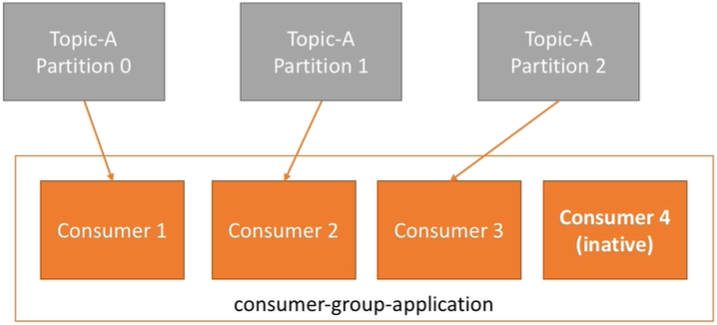 Topic-A
Partition 0
Topic-A
Partition 1
Topic-A
Partition 2
Consumer 1
Consumer 2
Consumer 3
Consumer 4
(inative)
consumer-group-application